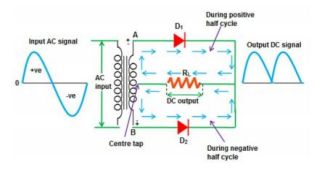 Input AC signal
+ve
0
-ve
AC
input
A
B
Centre tap
D1
RL
DC output
D2
During positive
half cycle
During negative
half cycle
Output DC signal